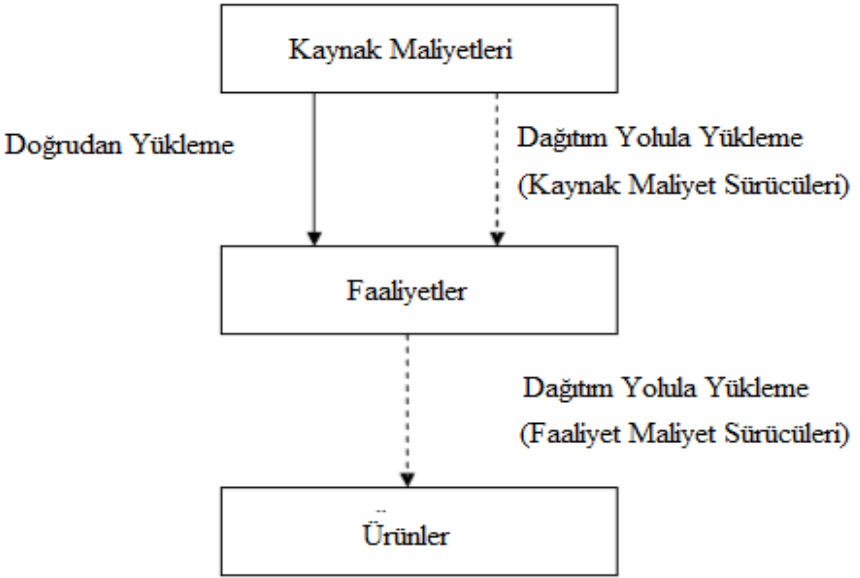 Kaynak Maliyetleri
Doğrudan Yükleme
Dağıtım Yolula Yükleme
(Kaynak Maliyet Sürücüleri)
Faaliyetler
Dağıtım Yolula Yükleme
(Faaliyet Maliyet Sürücüleri)
Ürünler